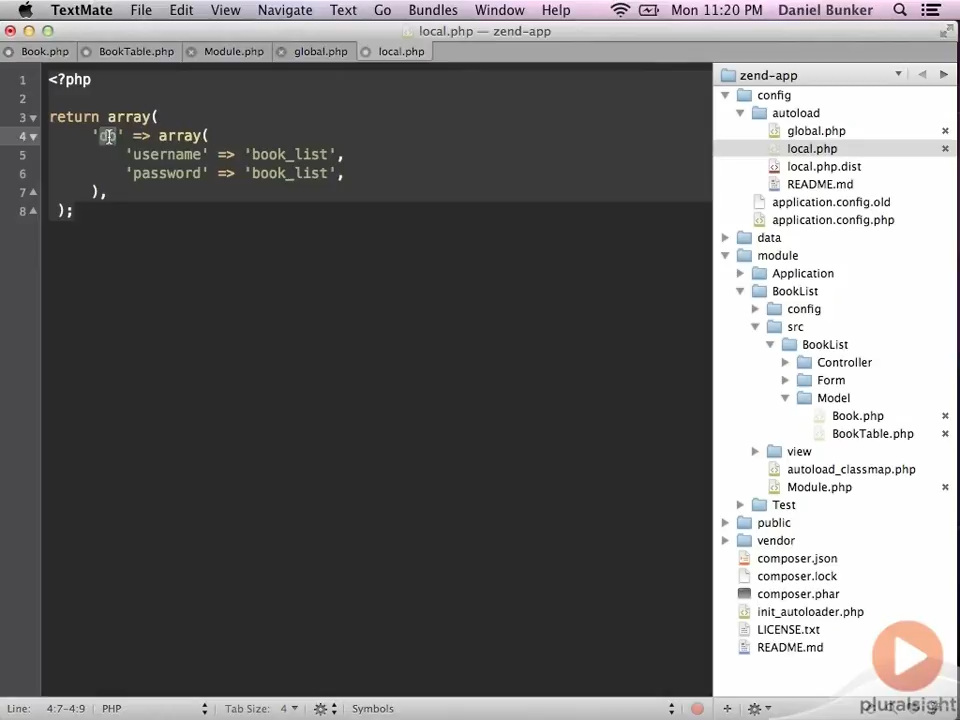 TextMate File Edit View Navigate Text Go Bundles Window Help Mon 11:20 PM Daniel Bunker
local.php — zend-app
Book.php BookTable.php Module.php global.php local.php
1 <?php
2
3 return array(
4 'db' => array(
5 'username' => 'book_list',
6 'password' => 'book_list',
7 ),
8 );
zend-app
config
autoload
global.php
local.php
local.php.dist
README.md
application.config.old
application.config.php
data
module
Application
BookList
config
src
BookList
Controller
Form
Model
Book.php
BookTable.php
view
autoload_classmap.php
Module.php
Test
public
vendor
composer.json
composer.lock
composer.phar
init_autoloader.php
LICENSE.txt
README.md
pluralsight
Line: 4:7-4:9 PHP Tab Size: 4 Symbols